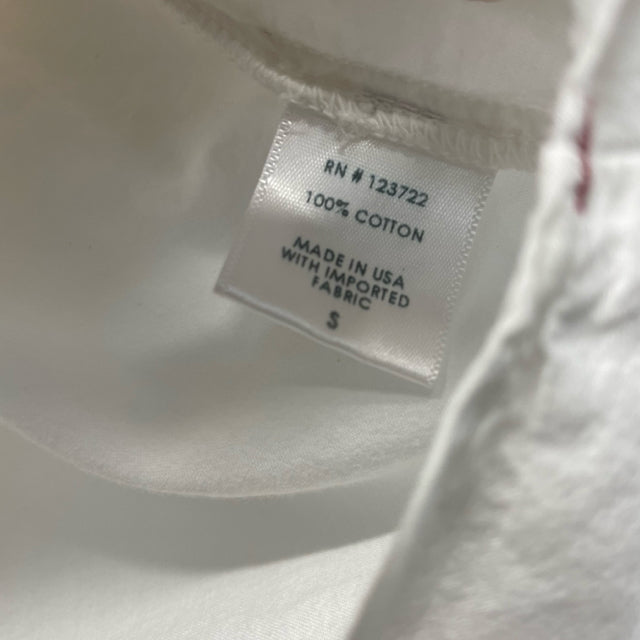 RN # 123722
100% COTTON
MADE IN USA
WITH IMPORTED
FABRIC
S